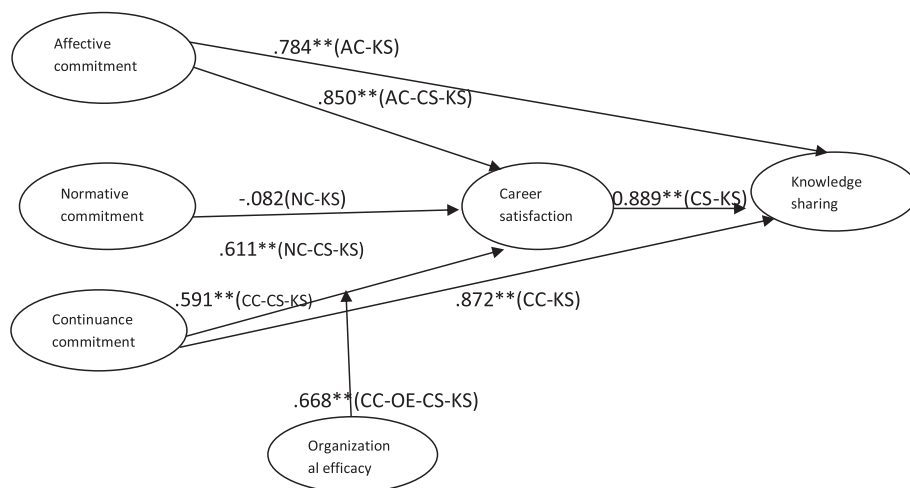 Affective
commitment
.784**(AC-KS)
.850**(AC-CS-KS)
Normative
commitment
-.082(NC-KS)
Career
satisfaction
0.889**(CS-KS)
Knowledge
sharing
.611**(NC-CS-KS)
.591**(CC-CS-KS)
.872**(CC-KS)
Continuance
commitment
.668**(CC-OE-CS-KS)
Organization
al efficacy